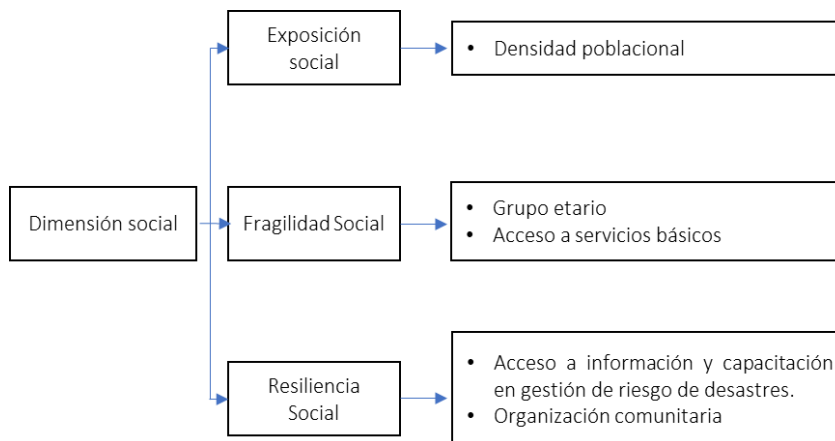 Exposición
social
• Densidad poblacional
Dimensión social
Fragilidad Social
• Grupo etario
• Acceso a servicios básicos
Resiliencia
Social
• Acceso a información y capacitación
en gestión de riesgo de desastres.
• Organización comunitaria